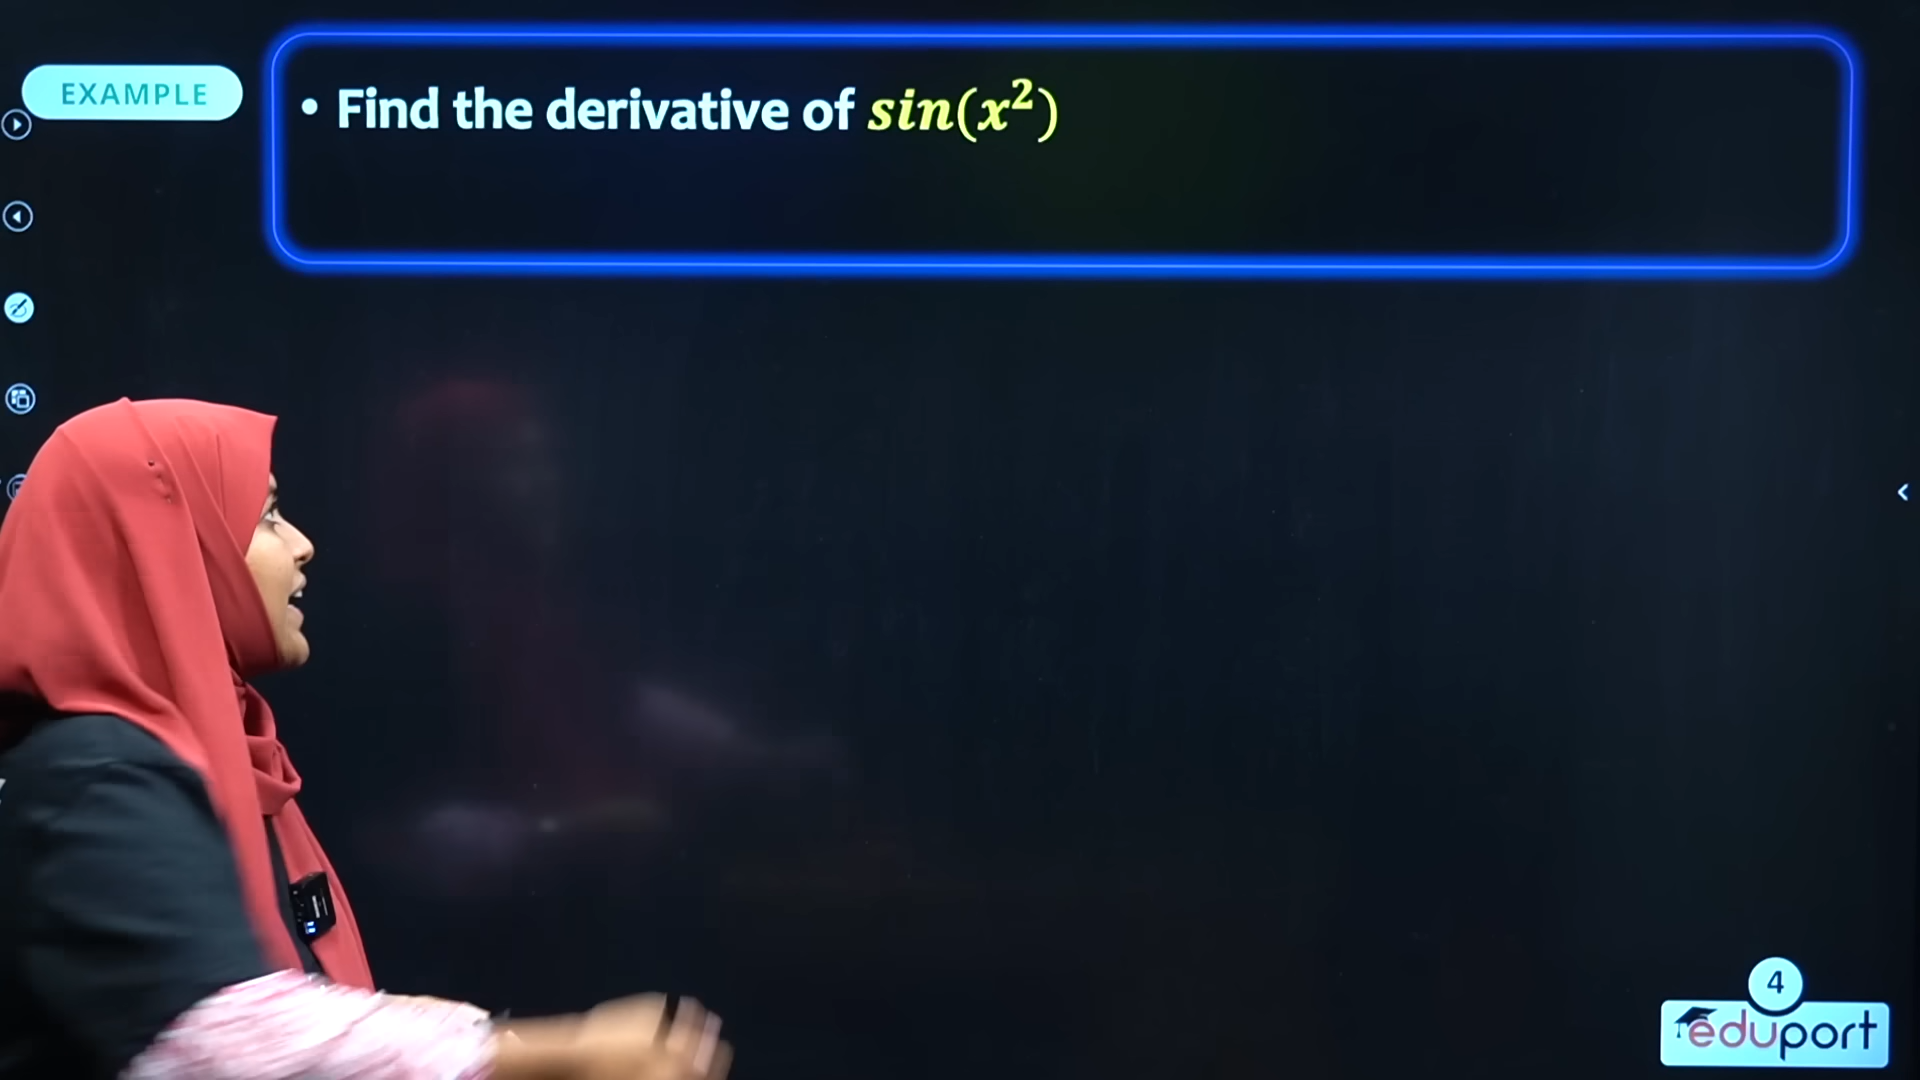 EXAMPLE
• Find the derivative of sin(x²)
4
eduport